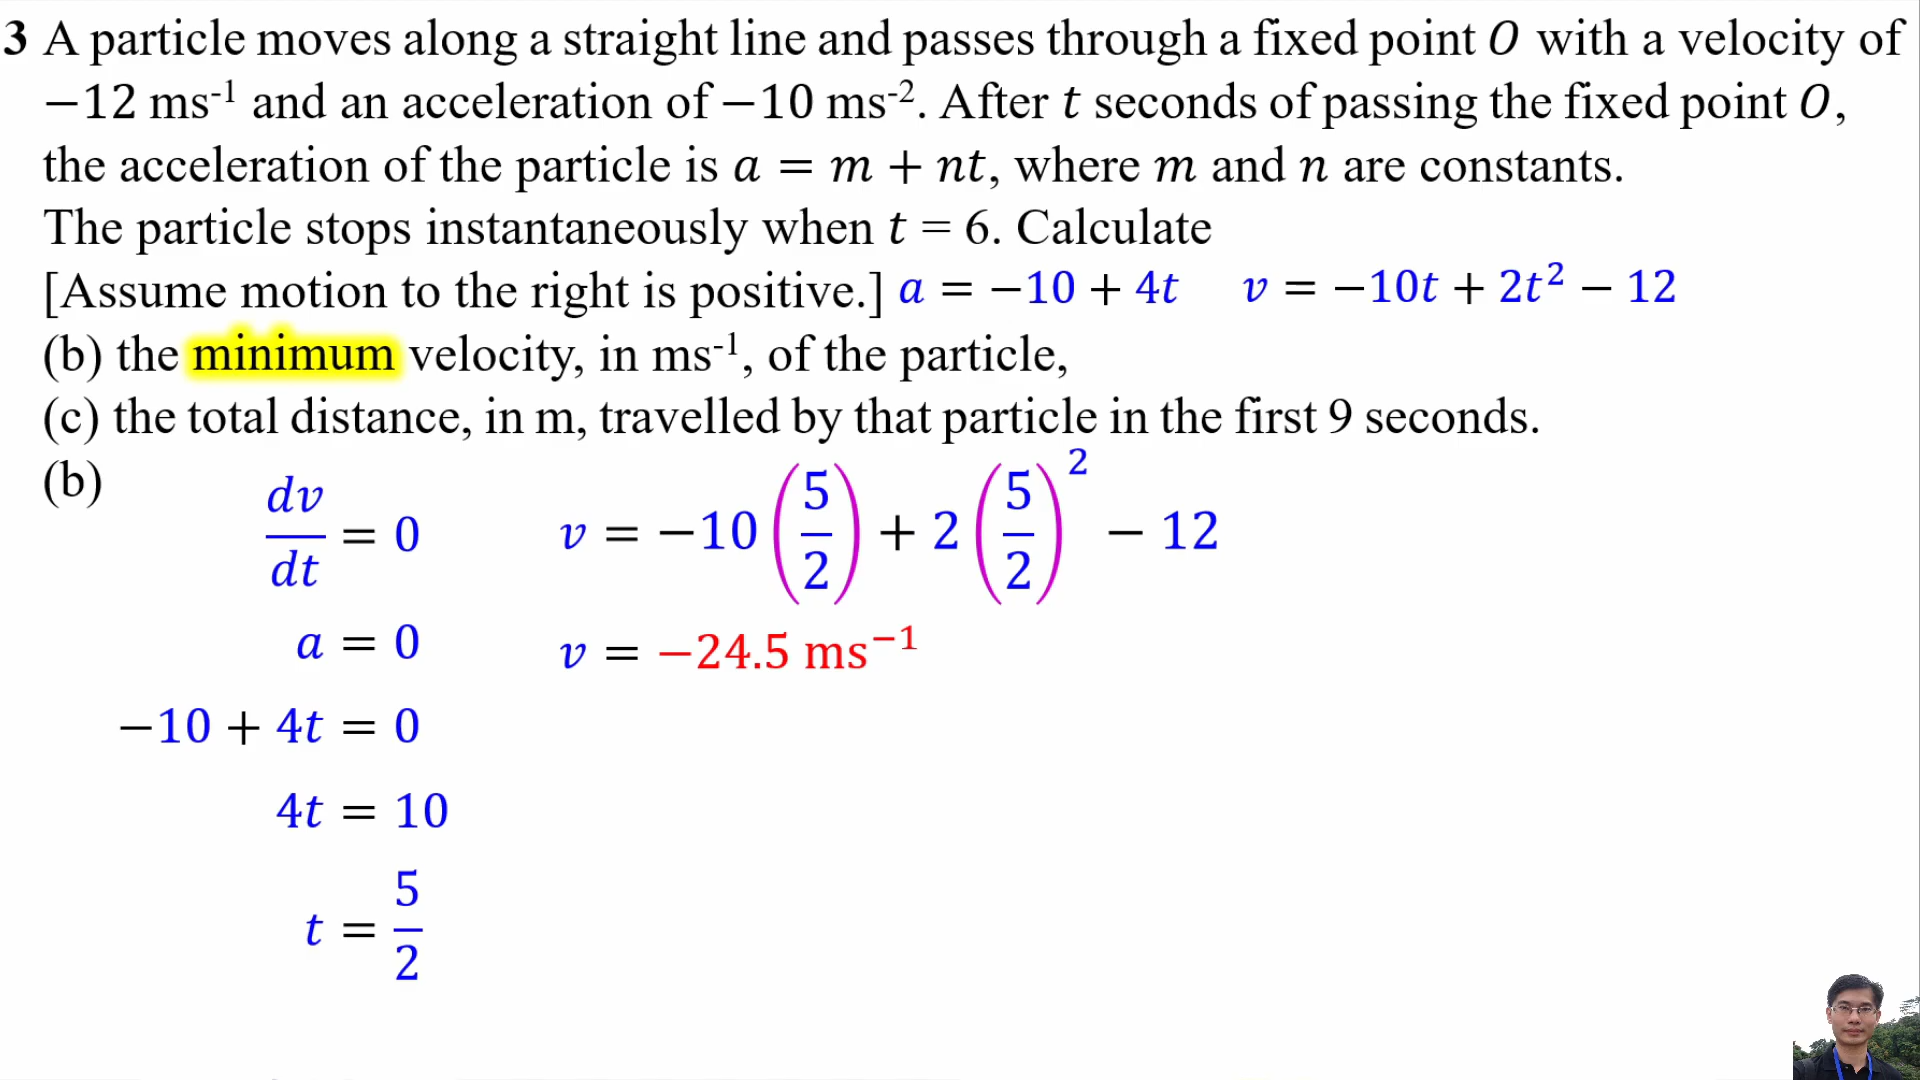 3 A particle moves along a straight line and passes through a fixed point O with a velocity of
−12 ms⁻¹ and an acceleration of −10 ms⁻². After t seconds of passing the fixed point O,
the acceleration of the particle is a = m + nt, where m and n are constants.
The particle stops instantaneously when t = 6. Calculate
[Assume motion to the right is positive.] a = −10 + 4t v = −10t + 2t² − 12
(b) the minimum velocity, in ms⁻¹, of the particle,
(c) the total distance, in m, travelled by that particle in the first 9 seconds.
(b)
dv/dt = 0
a = 0
−10 + 4t = 0
4t = 10
t = 5/2
v = −10(5/2) + 2(5/2)² − 12
v = −24.5 ms⁻¹